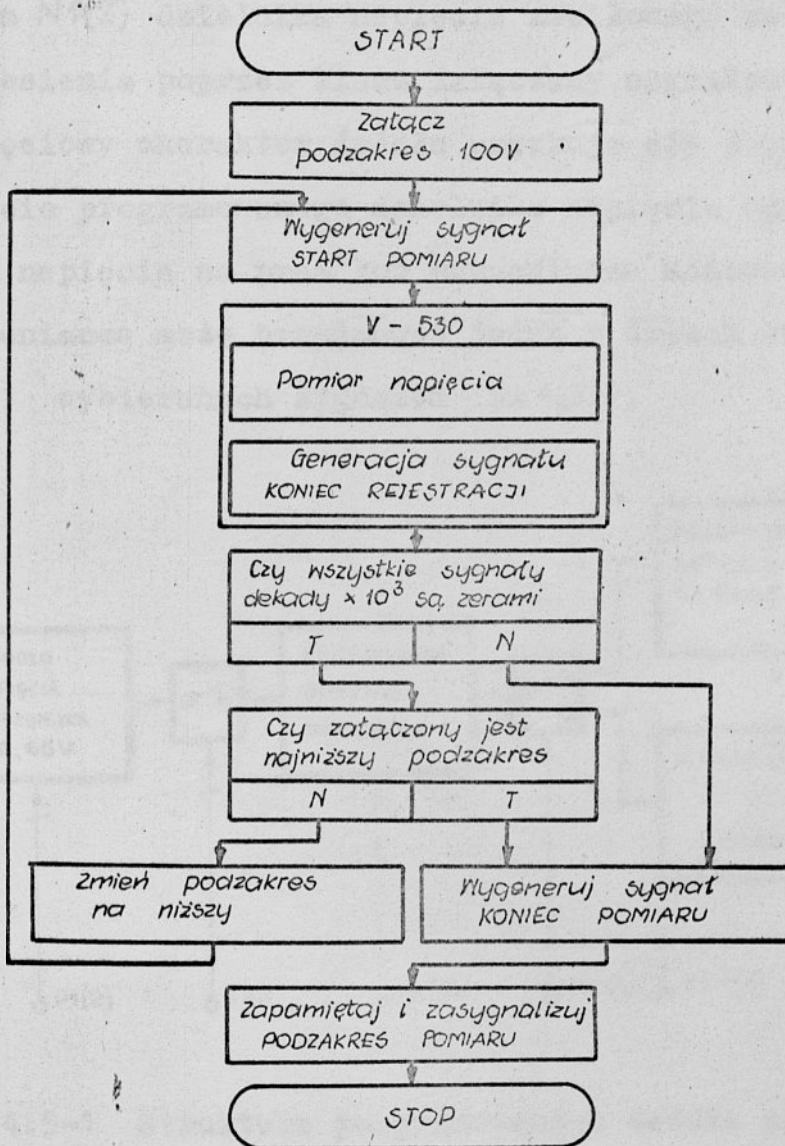 START
Załącz
podzakres 100V
Wygeneruj sygnał
START POMIARU
V - 530
Pomiar napięcia
Generacja sygnału
KONIEC REJESTRACJI
Czy wszystkie sygnały
dekady × 10³ są zerami
T N
Czy załączony jest
najniższy podzakres
N T
Zmień podzakres
na niższy
Wygeneruj sygnał
KONIEC POMIARU
Zapamiętaj i zasygnalizuj
PODZAKRES POMIARU
STOP